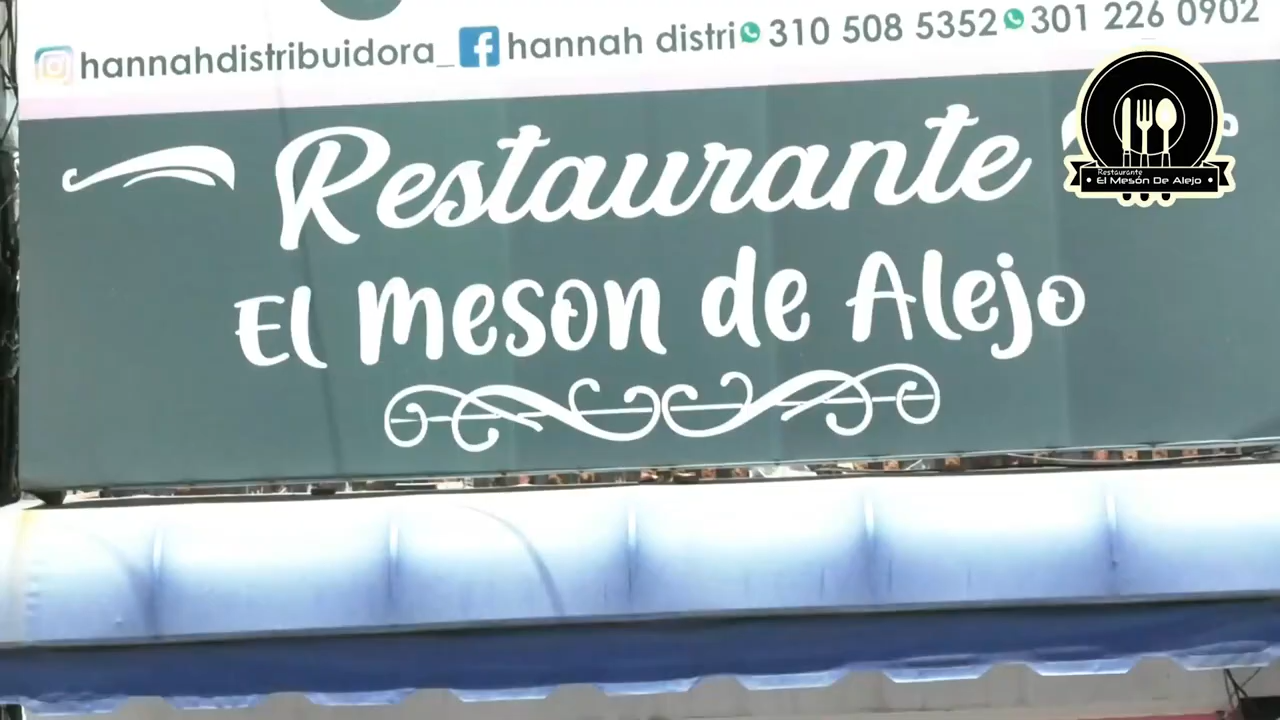 hannahdistribuidora_ hannah distri 310 508 5352 301 226 0902
Restaurante
El meson de Alejo
Restaurante
El Mesón De Alejo